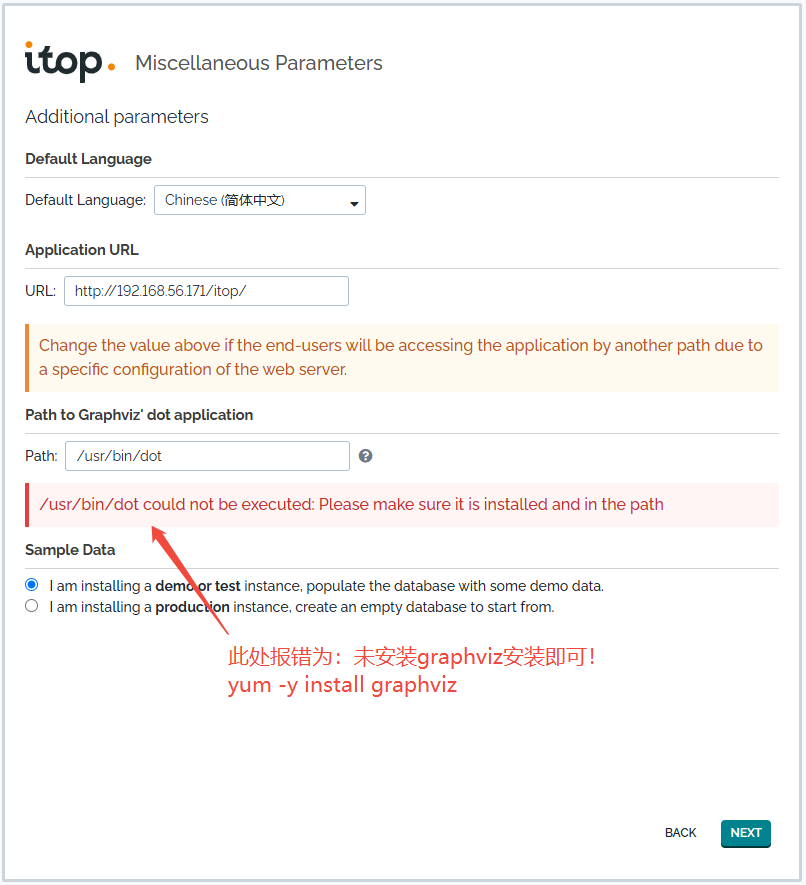 itop. Miscellaneous Parameters
Additional parameters
Default Language
Default Language: Chinese (简体中文)
Application URL
URL: http://192.168.56.171/itop/
Change the value above if the end-users will be accessing the application by another path due to
a specific configuration of the web server.
Path to Graphviz' dot application
Path: /usr/bin/dot ?
/usr/bin/dot could not be executed: Please make sure it is installed and in the path
Sample Data
I am installing a demo or test instance, populate the database with some demo data.
I am installing a production instance, create an empty database to start from.
此处报错为：未安装graphviz安装即可！
yum -y install graphviz
BACK NEXT